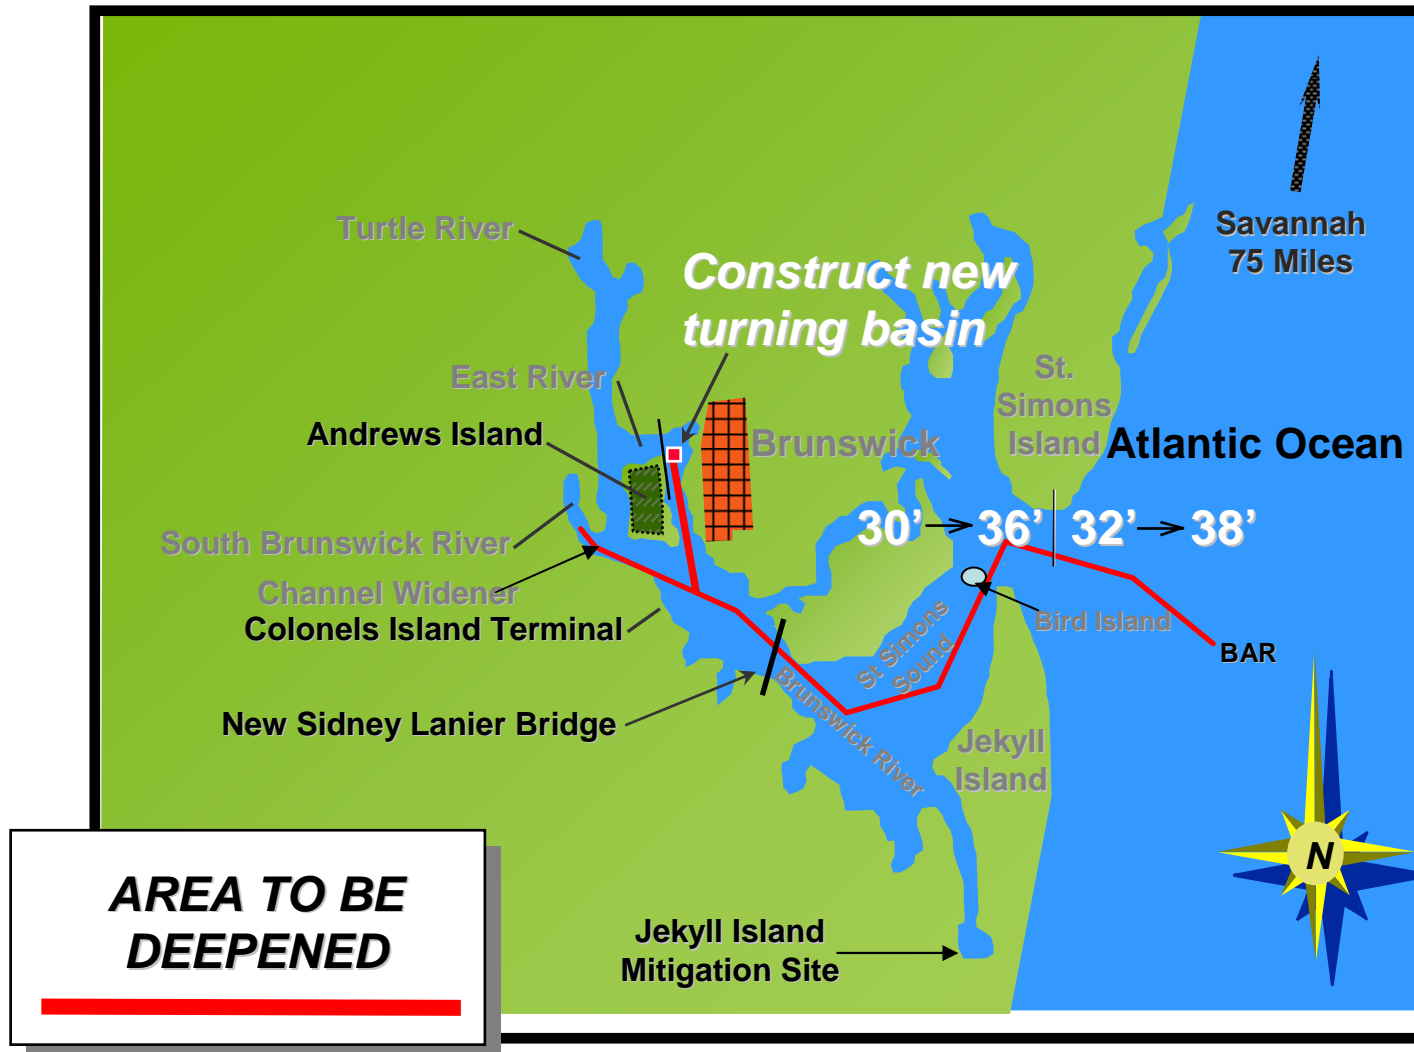 Turtle River
Savannah
75 Miles
Construct new
turning basin
East River
St.
Simons
Island
Andrews Island
Brunswick
Atlantic Ocean
30’ 36’ 32’ 38’
South Brunswick River
Channel Widener
Colonels Island Terminal
St Simons
Sound
Bird Island
BAR
New Sidney Lanier Bridge
Brunswick River
Jekyll
Island
N
AREA TO BE
DEEPENED
Jekyll Island
Mitigation Site